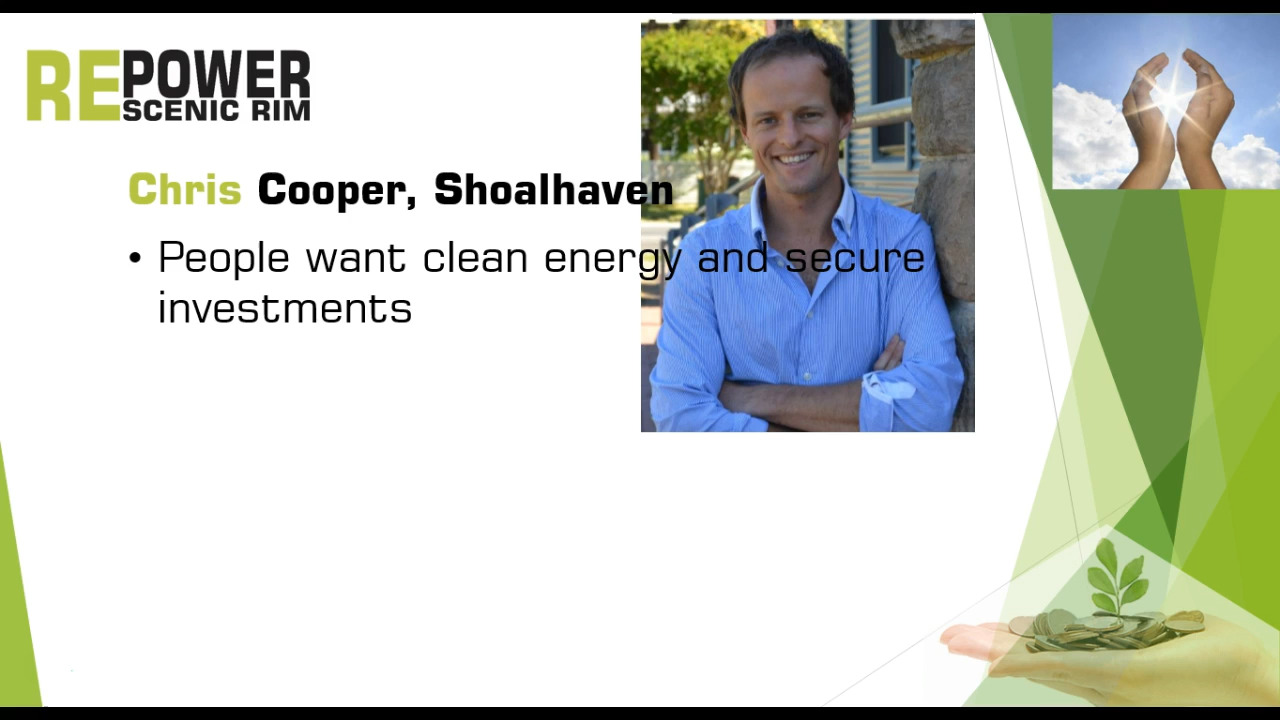 REPOWER
SCENIC RIM
Chris Cooper, Shoalhaven
• People want clean energy and secure
investments